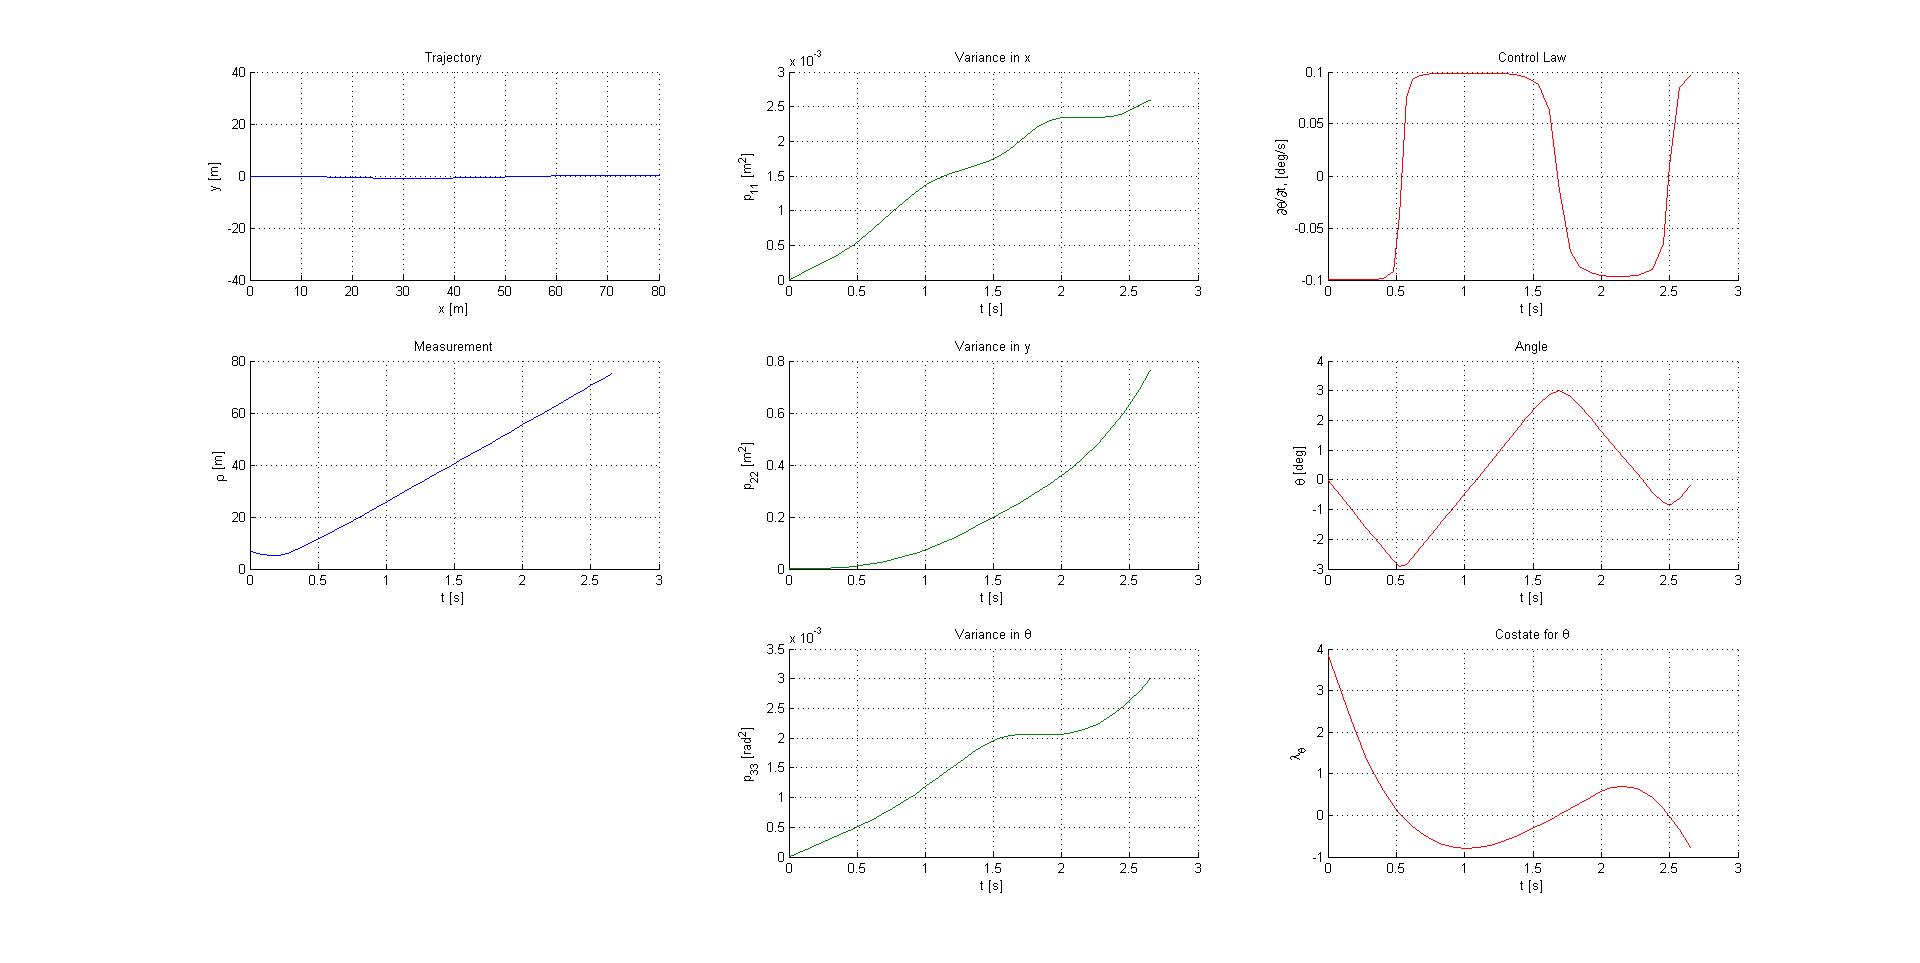 Trajectory
40
20
0
-20
-40
y [m]
0 10 20 30 40 50 60 70 80
x [m]
Variance in x
x 10-3
3
2.5
2
1.5
1
0.5
0
p11 [m2]
0 0.5 1 1.5 2 2.5 3
t [s]
Control Law
0.1
0.05
0
-0.05
-0.1
∂θ/∂t, [deg/s]
0 0.5 1 1.5 2 2.5 3
t [s]
Measurement
80
60
40
20
0
ρ [m]
0 0.5 1 1.5 2 2.5 3
t [s]
Variance in y
0.8
0.6
0.4
0.2
0
p22 [m2]
0 0.5 1 1.5 2 2.5 3
t [s]
Angle
4
3
2
1
0
-1
-2
-3
θ [deg]
0 0.5 1 1.5 2 2.5 3
t [s]
Variance in θ
x 10-3
3.5
3
2.5
2
1.5
1
0.5
0
p33 [rad2]
0 0.5 1 1.5 2 2.5 3
t [s]
Costate for θ
4
3
2
1
0
-1
λθ
0 0.5 1 1.5 2 2.5 3
t [s]